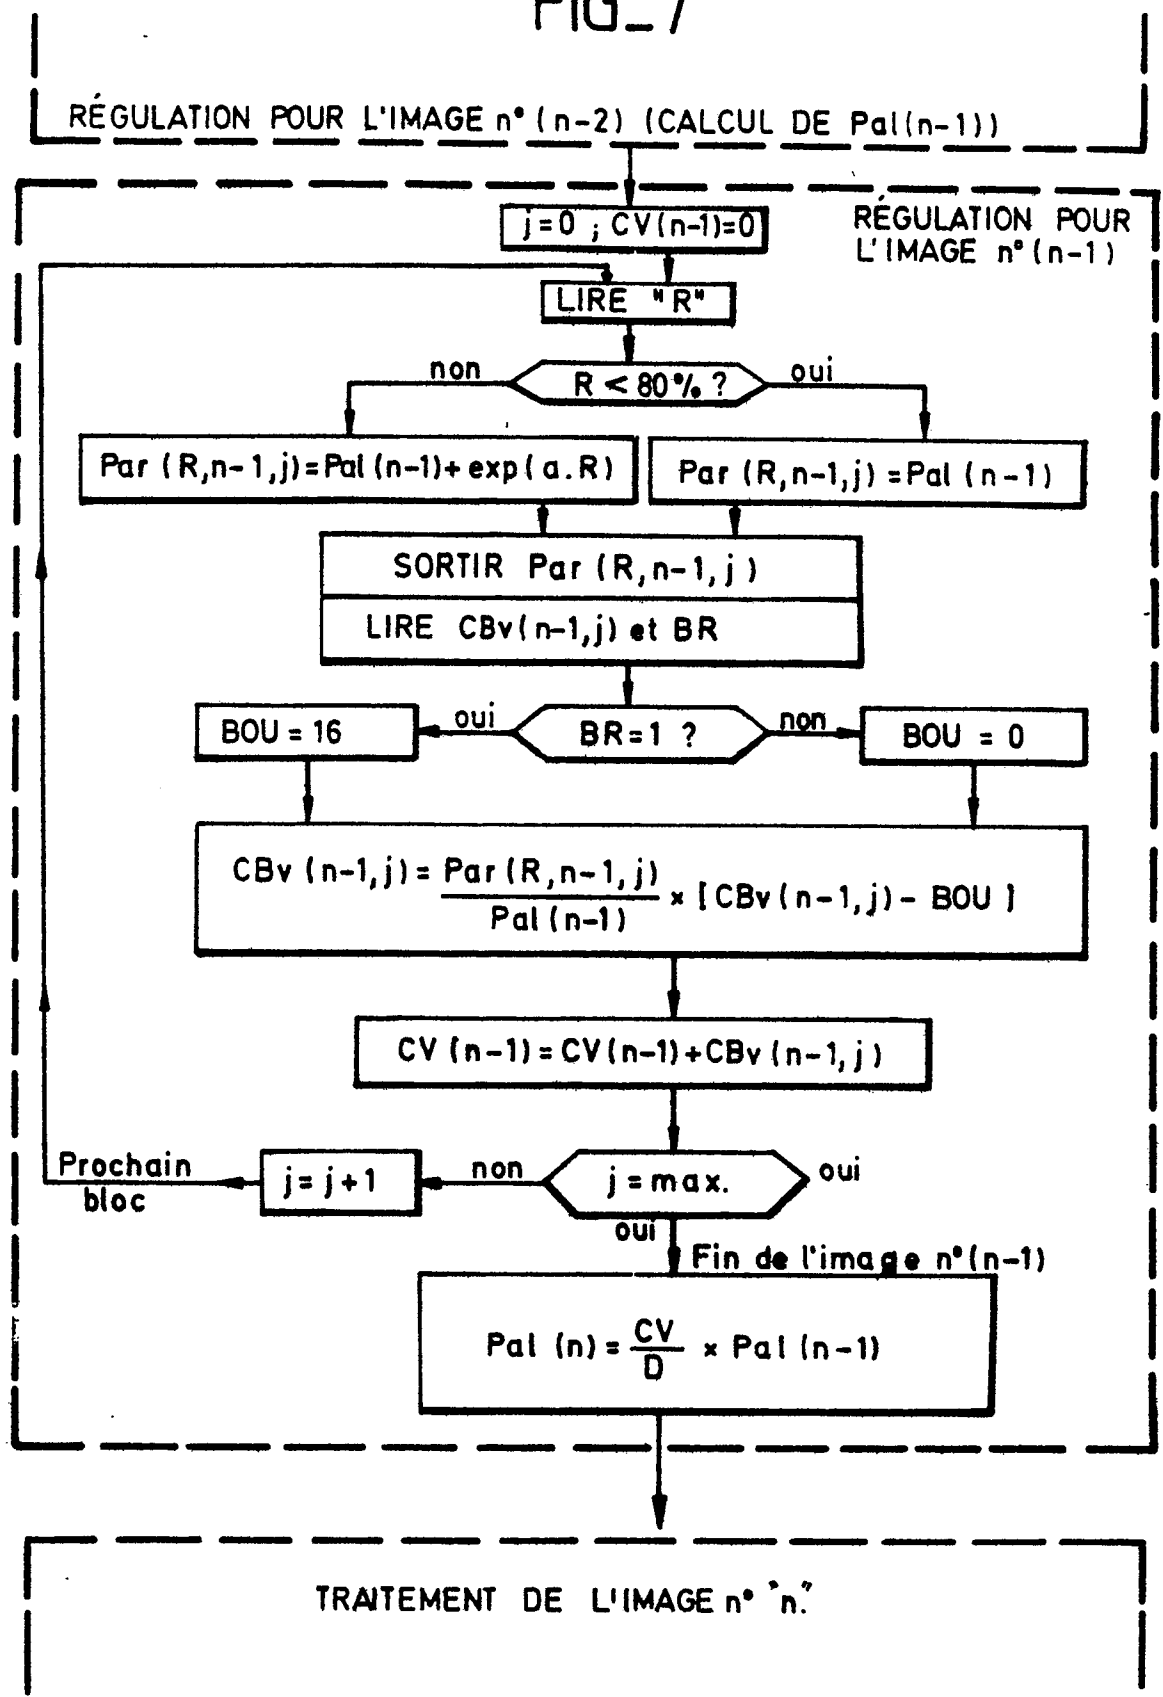 FIG_7
RÉGULATION POUR L'IMAGE n° (n-2) (CALCUL DE Pal(n-1))
j=0 ; CV(n-1)=0
RÉGULATION POUR
L'IMAGE n° (n-1)
LIRE "R"
non
R < 80% ?
oui
Par (R,n-1,j)=Pal(n-1)+exp(a.R)
Par (R,n-1,j) =Pal (n-1)
SORTIR Par (R,n-1,j)
LIRE CBv(n-1,j) et BR
BOU = 16
oui
BR=1 ?
non
BOU = 0
CBv (n-1,j) = Par (R,n-1,j) / Pal (n-1) × [CBv (n-1,j) - BOU ]
CV (n-1) = CV(n-1)+CBv(n-1,j)
Prochain
bloc
j= j+1
non
j = max.
oui
oui
Fin de l'image n°(n-1)
Pal (n) = CV / D × Pal (n-1)
TRAITEMENT DE L'IMAGE n° "n."